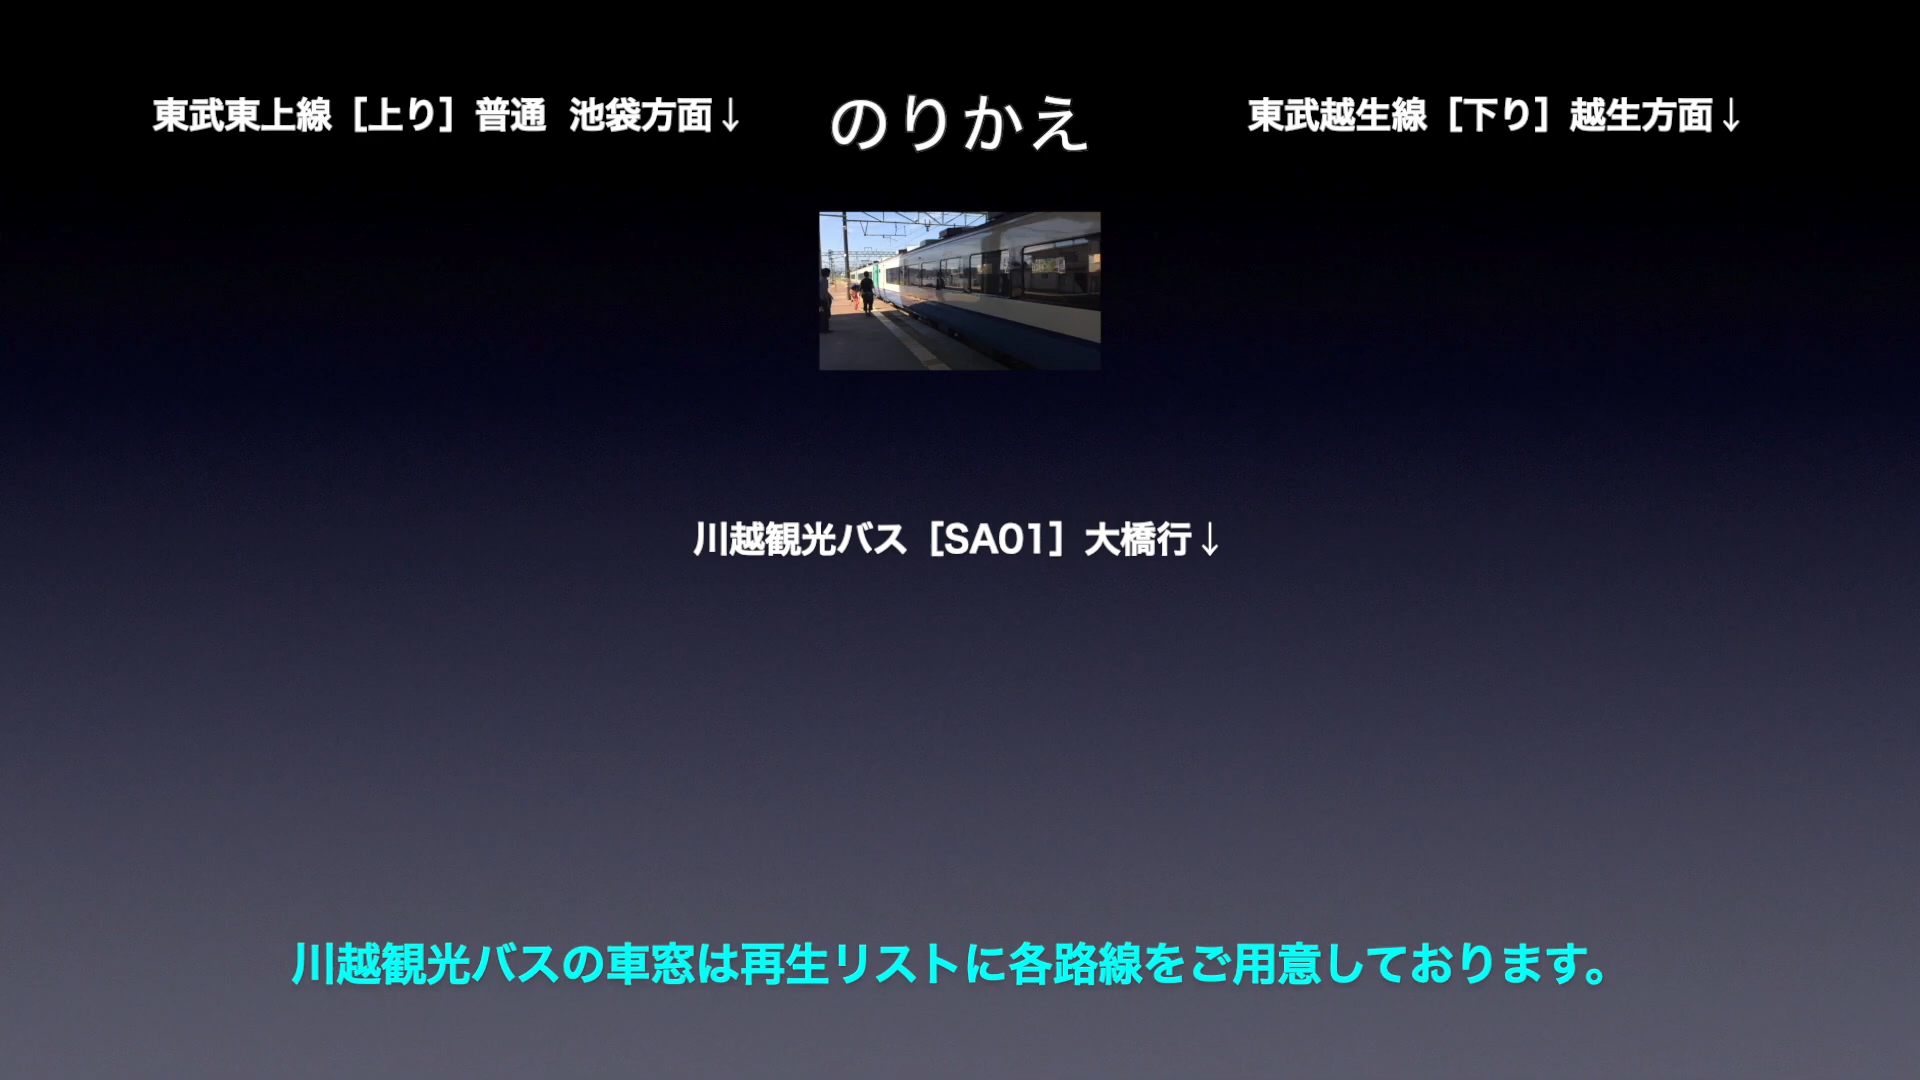 東武東上線［上り］普通 池袋方面↓
のりかえ
東武越生線［下り］越生方面↓
川越観光バス［SA01］大橋行↓
川越観光バスの車窓は再生リストに各路線をご用意しております。